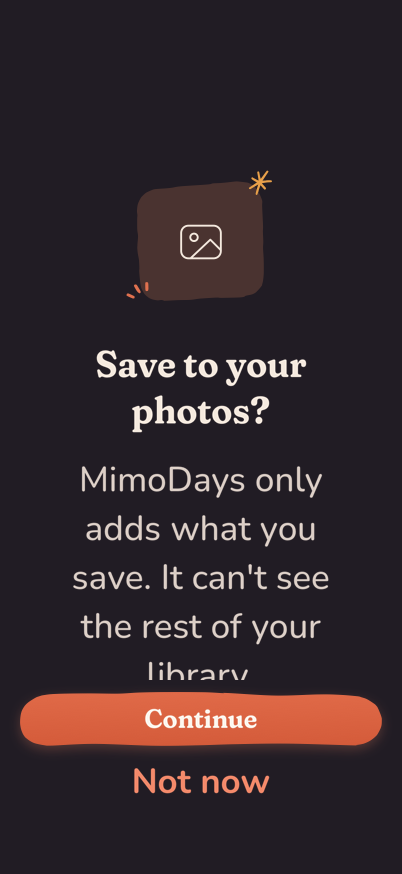 Save to your
photos?
MimoDays only
adds what you
save. It can't see
the rest of your
library
Continue
Not now